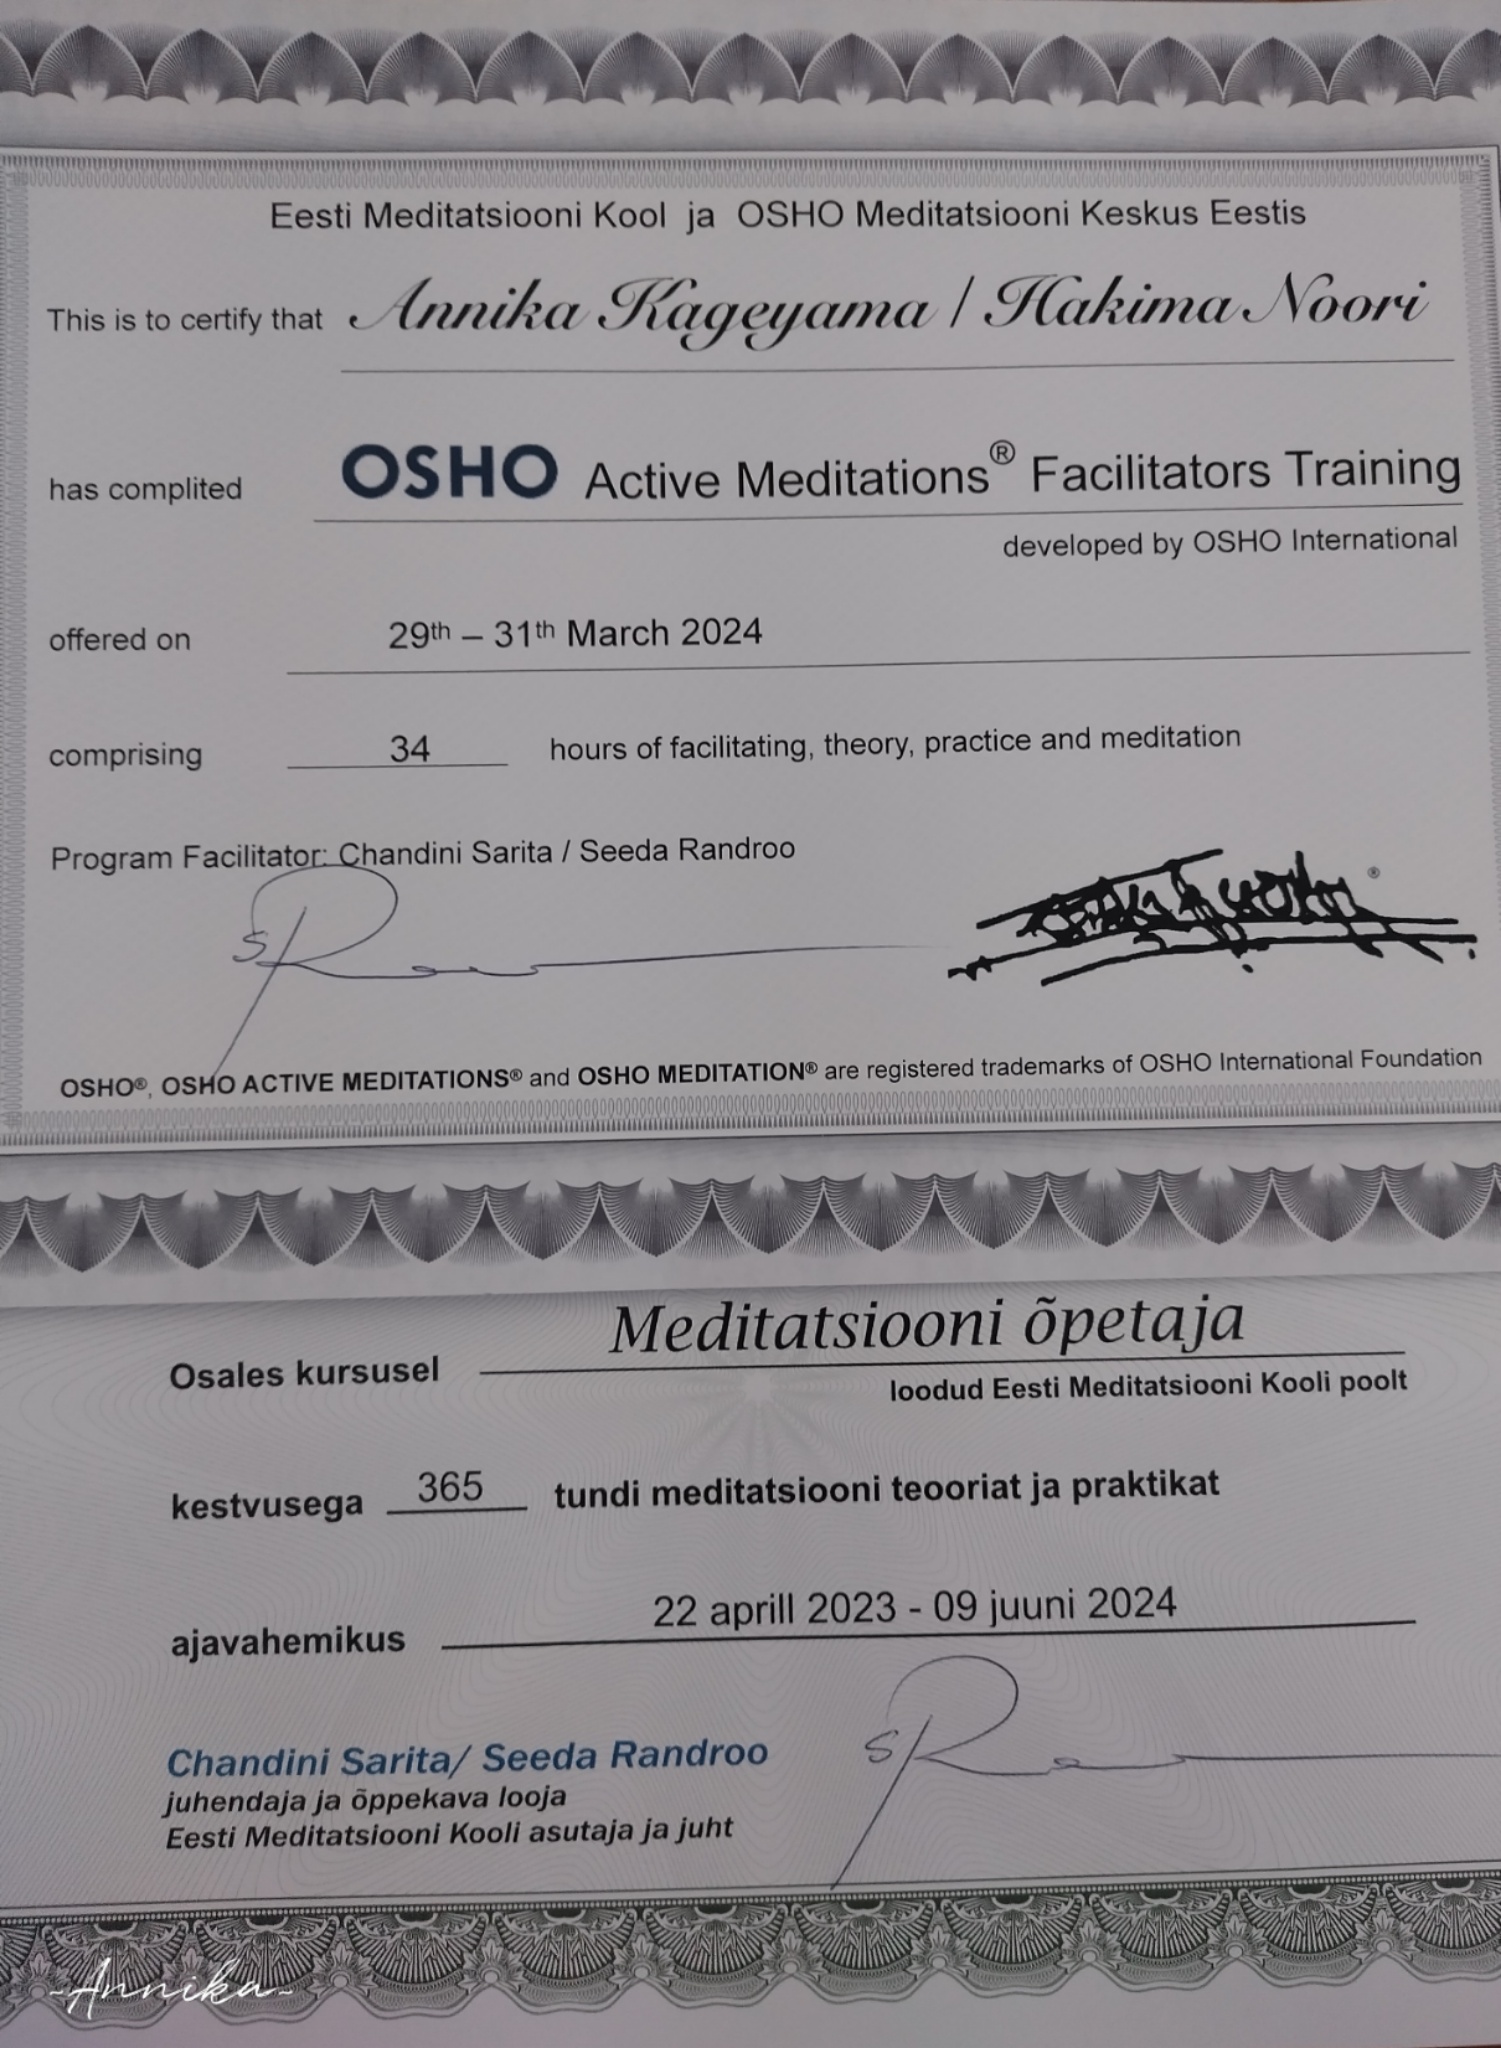 Eesti Meditatsiooni Kool ja OSHO Meditatsiooni Keskus Eestis
This is to certify that Annika Kageyama / Hakima Noori
has complited OSHO Active Meditations® Facilitators Training
developed by OSHO International
offered on 29th – 31th March 2024
comprising 34 hours of facilitating, theory, practice and meditation
Program Facilitator: Chandini Sarita / Seeda Randroo
OSHO®, OSHO ACTIVE MEDITATIONS® and OSHO MEDITATION® are registered trademarks of OSHO International Foundation
Osales kursusel Meditatsiooni õpetaja
loodud Eesti Meditatsiooni Kooli poolt
kestvusega 365 tundi meditatsiooni teooriat ja praktikat
ajavahemikus 22 aprill 2023 - 09 juuni 2024
Chandini Sarita/ Seeda Randroo
juhendaja ja õppekava looja
Eesti Meditatsiooni Kooli asutaja ja juht
~Annika~